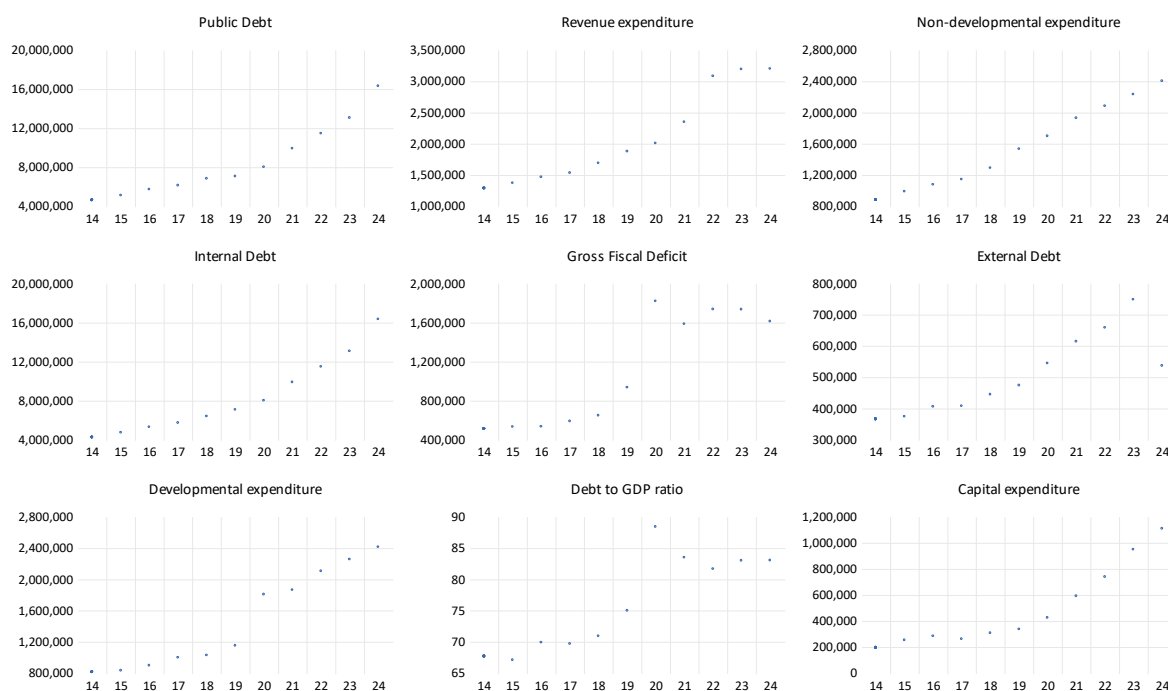 Public Debt
20,000,000
16,000,000
12,000,000
8,000,000
4,000,000
14 15 16 17 18 19 20 21 22 23 24
Revenue expenditure
3,500,000
3,000,000
2,500,000
2,000,000
1,500,000
1,000,000
14 15 16 17 18 19 20 21 22 23 24
Non-developmental expenditure
2,800,000
2,400,000
2,000,000
1,600,000
1,200,000
800,000
14 15 16 17 18 19 20 21 22 23 24
Internal Debt
20,000,000
16,000,000
12,000,000
8,000,000
4,000,000
14 15 16 17 18 19 20 21 22 23 24
Gross Fiscal Deficit
2,000,000
1,600,000
1,200,000
800,000
400,000
14 15 16 17 18 19 20 21 22 23 24
External Debt
800,000
700,000
600,000
500,000
400,000
300,000
14 15 16 17 18 19 20 21 22 23 24
Developmental expenditure
2,800,000
2,400,000
2,000,000
1,600,000
1,200,000
800,000
14 15 16 17 18 19 20 21 22 23 24
Debt to GDP ratio
90
85
80
75
70
65
14 15 16 17 18 19 20 21 22 23 24
Capital expenditure
1,200,000
1,000,000
800,000
600,000
400,000
200,000
0
14 15 16 17 18 19 20 21 22 23 24